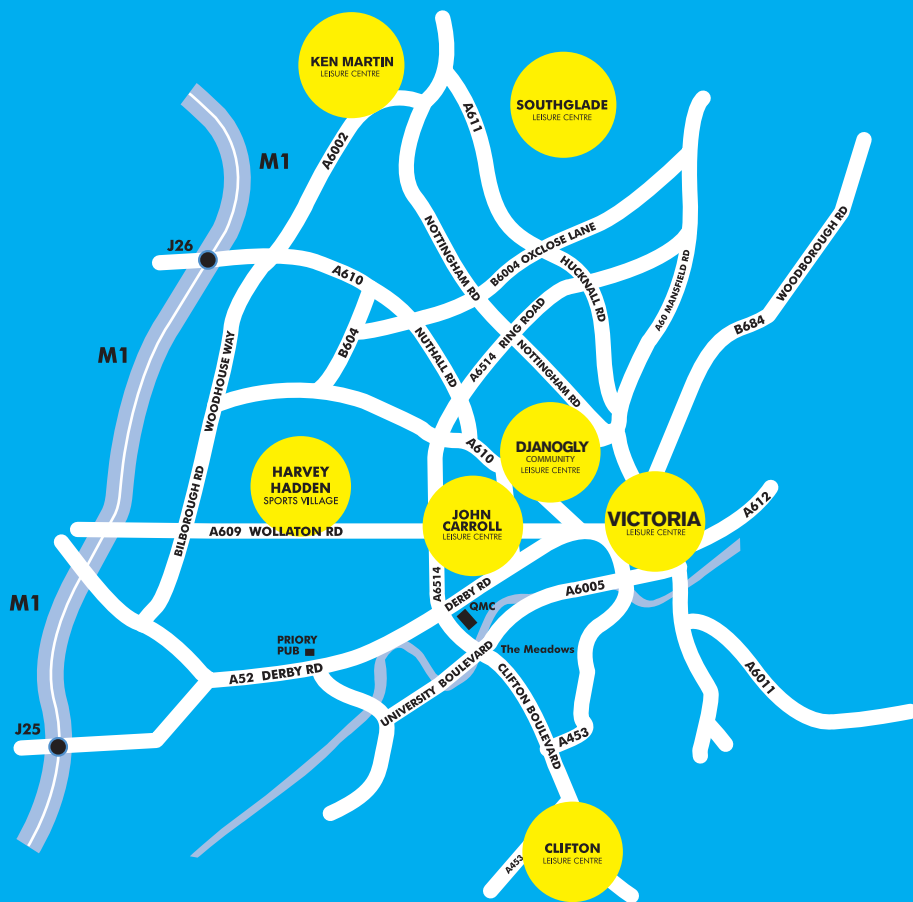 KEN MARTIN
LEISURE CENTRE
SOUTHGLADE
LEISURE CENTRE
A611
A6002
M1
J26
NOTTINGHAM RD
B6004 OXCLOSE LANE
WOODBOROUGH RD
A610
HUCKNALL RD
A60 MANSFIELD RD
B684
M1
B604
NUTHALL RD
A6514 RING ROAD
NOTTINGHAM RD
WOODHOUSE WAY
A610
DJANOGLY
COMMUNITY
LEISURE CENTRE
HARVEY
HADDEN
SPORTS VILLAGE
BILBOROUGH RD
A609 WOLLATON RD
JOHN
CARROLL
LEISURE CENTRE
VICTORIA
LEISURE CENTRE
A612
M1
A6514
DERBY RD
A6005
QMC
PRIORY
PUB
The Meadows
A52 DERBY RD
UNIVERSITY BOULEVARD
CLIFTON BOULEVARD
A6011
J25
A453
CLIFTON
LEISURE CENTRE
A453